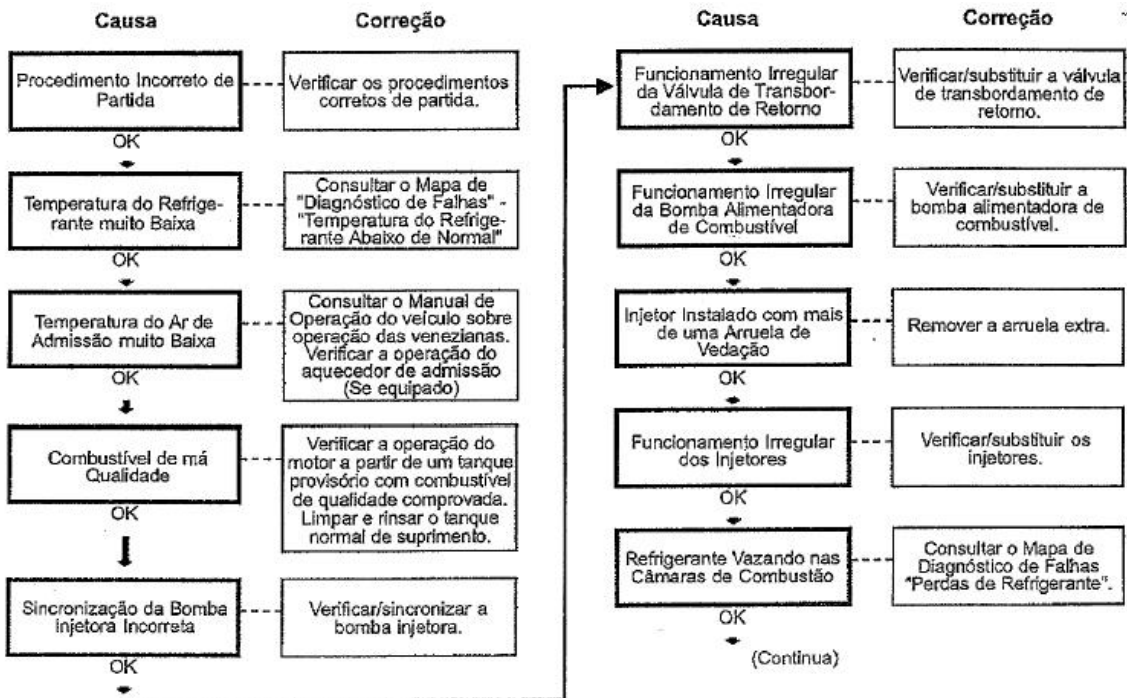 Causa
Correção
Procedimento Incorreto de
Partida
Verificar os procedimentos
corretos de partida.
OK
Temperatura do Refrige-
rante muito Baixa
Consultar o Mapa de
"Diagnóstico de Falhas" -
"Temperatura do Refrige-
rante Abaixo de Normal"
OK
Temperatura do Ar de
Admissão muito Baixa
Consultar o Manual de
Operação do veículo sobre
operação das venezianas.
Verificar a operação do
aquecedor de admissão
(Se equipado)
OK
Combustível de má
Qualidade
Verificar a operação do
motor a partir de um tanque
provisório com combustível
de qualidade comprovada.
Limpar e rinsar o tanque
normal de suprimento.
OK
Sincronização da Bomba
Injetora Incorreta
Verificar/sincronizar a
bomba injetora.
OK
Causa
Correção
Funcionamento Irregular
da Válvula de Transbor-
damento de Retorno
Verificar/substituir a válvula
de transbordamento de
retorno.
OK
Funcionamento Irregular
da Bomba Alimentadora
de Combustível
Verificar/substituir a
bomba alimentadora de
combustível.
OK
Injetor Instalado com mais
de uma Arruela de
Vedação
Remover a arruela extra.
OK
Funcionamento Irregular
dos Injetores
Verificar/substituir os
injetores.
OK
Refrigerante Vazando nas
Câmaras de Combustão
Consultar o Mapa de
Diagnóstico de Falhas
"Perdas de Refrigerante".
OK
(Continua)